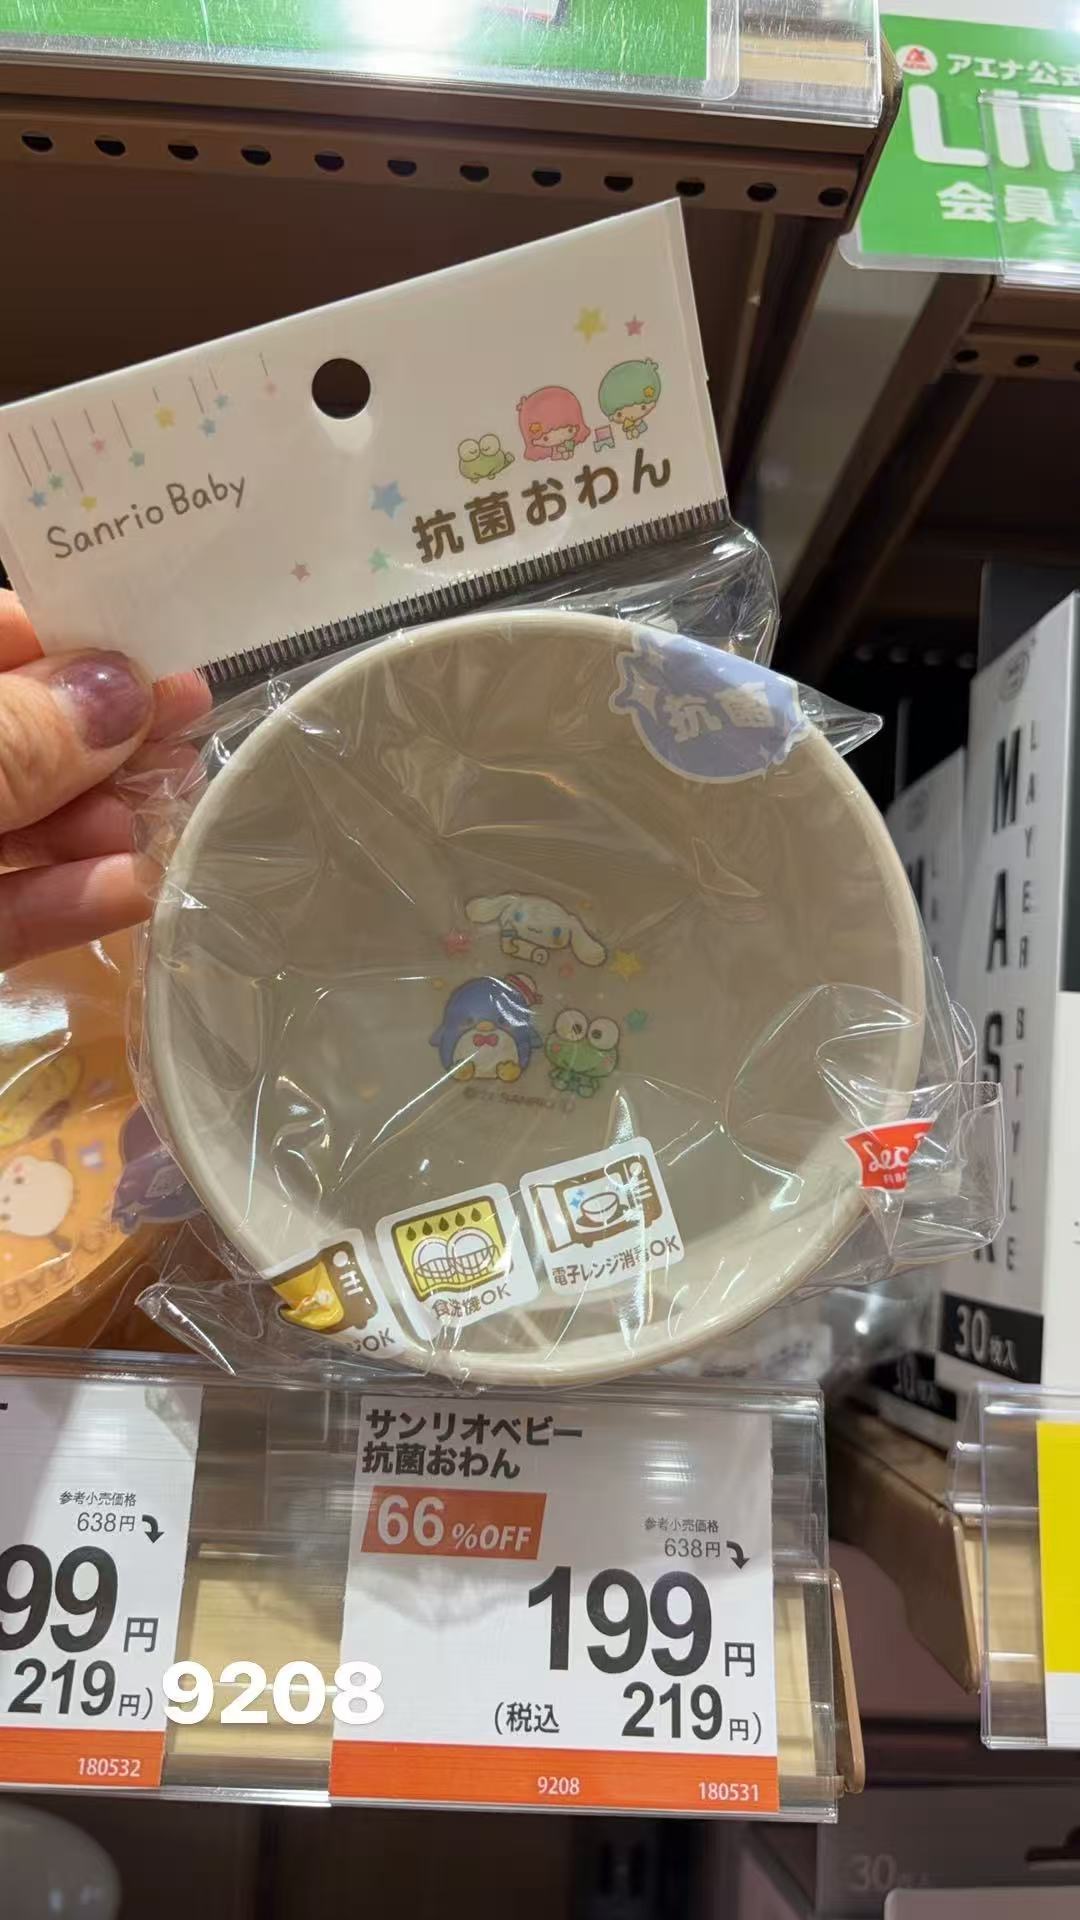 アエナ公式
会員
Sanrio Baby
抗菌おわん
抗菌
MASK
LAYER STYLE
30枚入
食洗機OK
電子レンジ消毒OK
OK
サンリオベビー
抗菌おわん
66%OFF
参考小売価格
638円
199円
(税込 219円)
9208 180531
参考小売価格
638円
99円
219円)
180532
9208